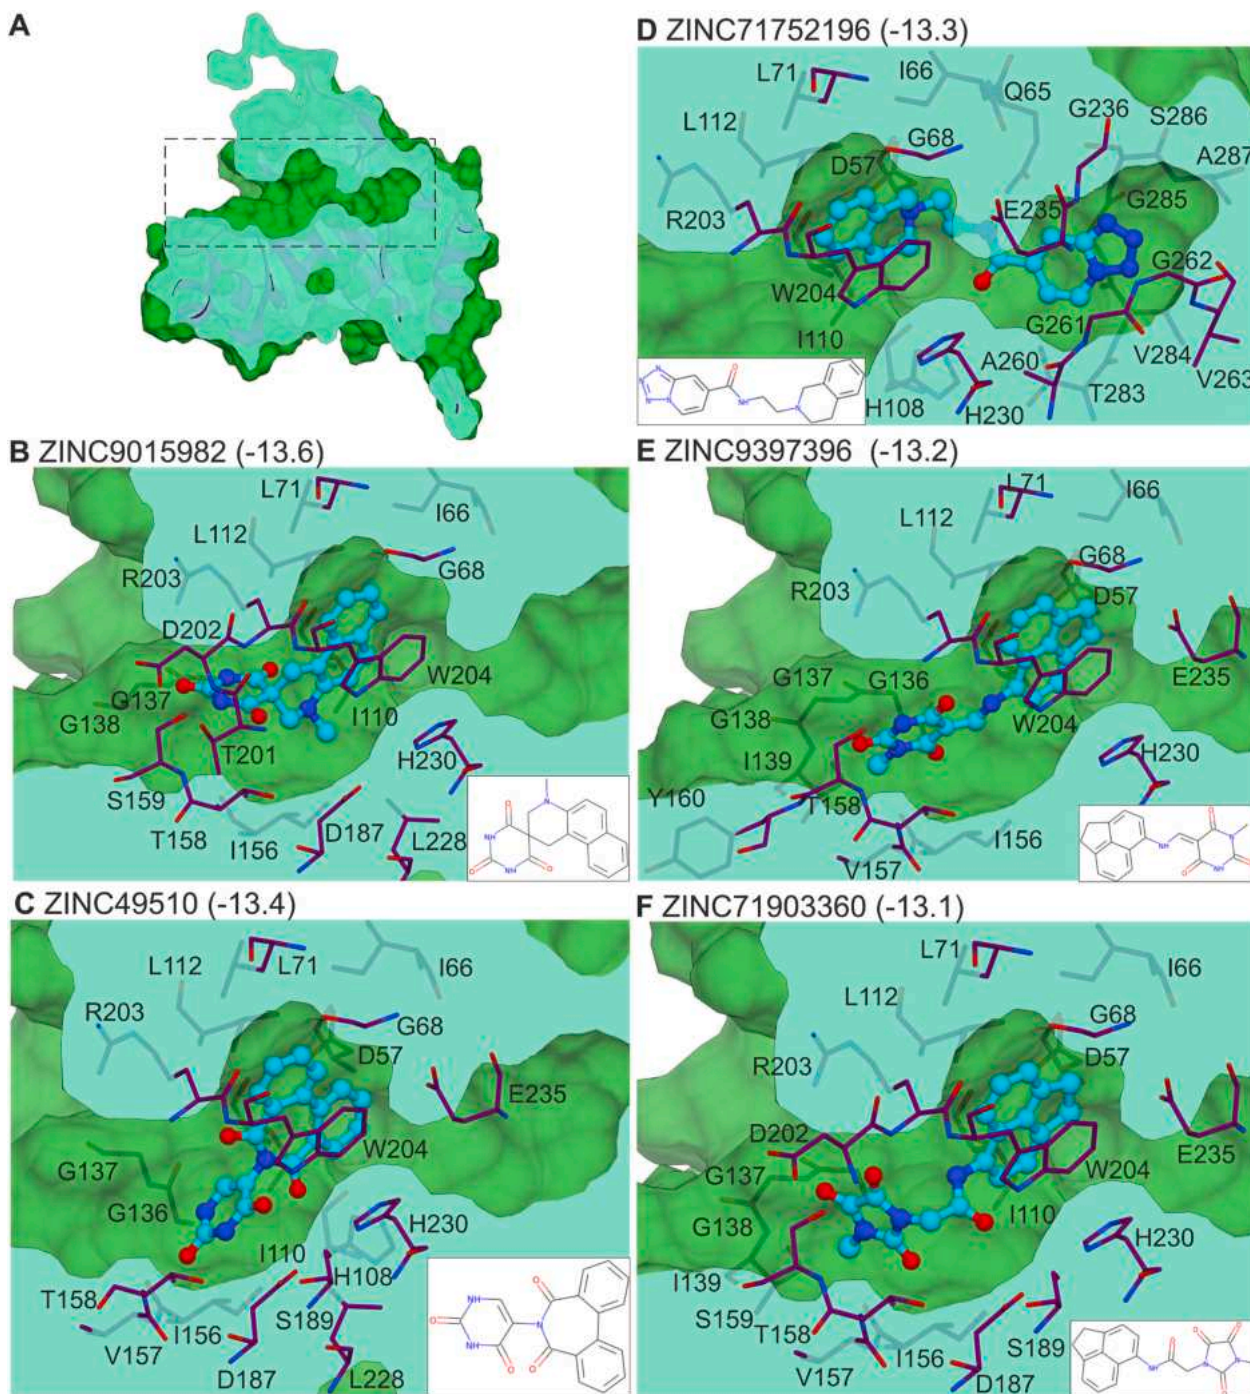 A
D ZINC71752196 (-13.3)
L71
I66
Q65
G236
S286
L112
G68
A287
D57
R203
E235
G285
W204
G262
I110
G261
A260
V284
V263
H108
H230
T283
B ZINC9015982 (-13.6)
L71
I66
L112
G68
R203
D202
G137
W204
G138
I110
T201
H230
S159
T158
I156
D187
L228
E ZINC9397396 (-13.2)
L71
I66
L112
G68
R203
D57
G137
G136
E235
G138
W204
I139
H230
Y160
T158
I156
V157
C ZINC49510 (-13.4)
L112
L71
I66
R203
G68
D57
E235
W204
G137
G136
H230
I110
H108
T158
S189
I156
V157
D187
L228
F ZINC71903360 (-13.1)
L71
I66
L112
G68
R203
D57
D202
G137
E235
W204
G138
I110
H230
I139
S159
S189
T158
I156
V157
D187